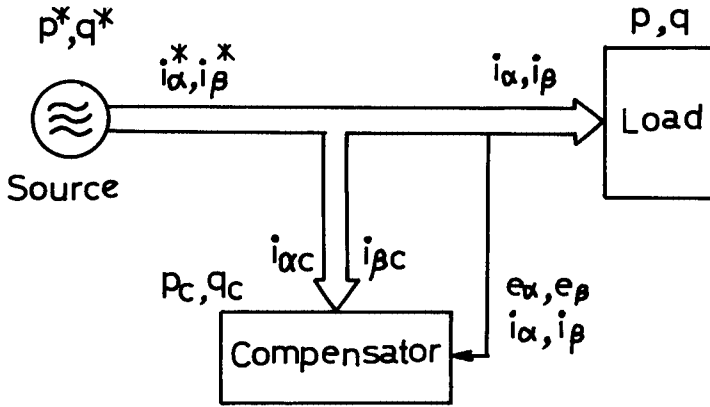 p*,q*
p,q
i*α,i*β
iα,iβ
Load
Source
iαc
iβc
pc,qc
eα,eβ
iα,iβ
Compensator